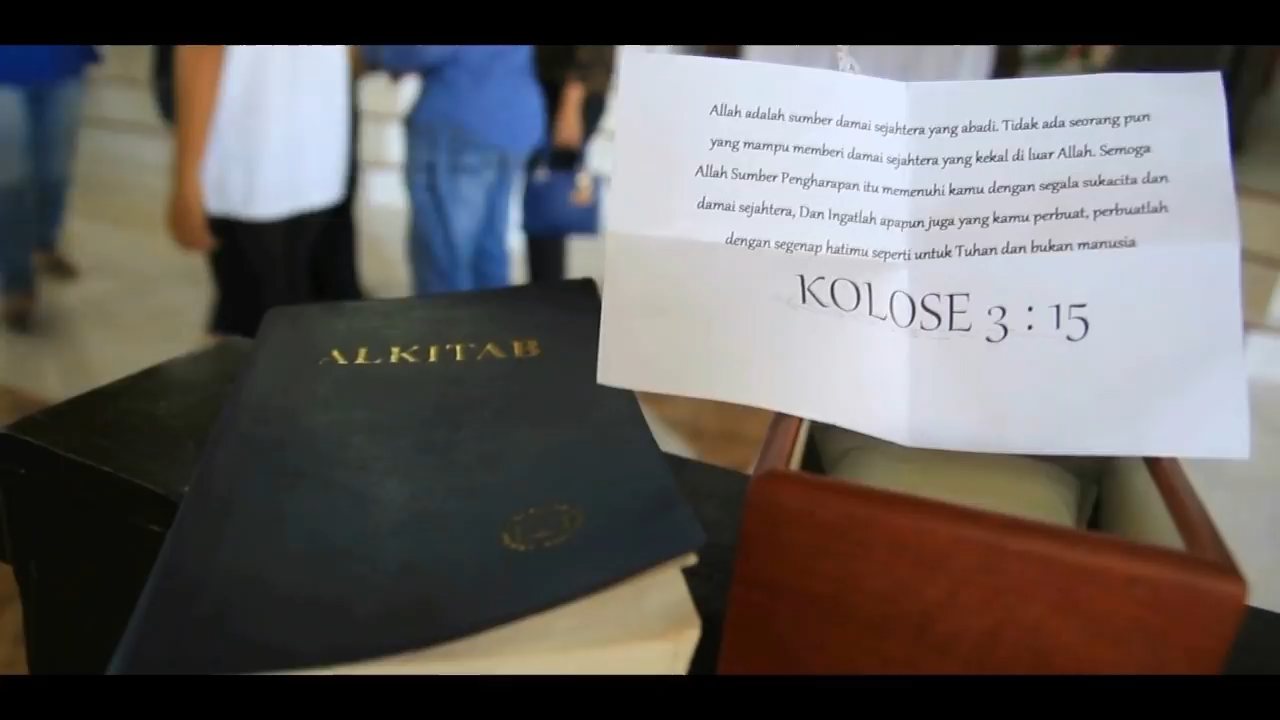 Allah adalah sumber damai sejahtera yang abadi. Tidak ada seorang pun
yang mampu memberi damai sejahtera yang kekal di luar Allah. Semoga
Allah Sumber Pengharapan itu memenuhi kamu dengan segala sukacita dan
damai sejahtera, Dan Ingatlah apapun juga yang kamu perbuat, perbuatlah
dengan segenap hatimu seperti untuk Tuhan dan bukan manusia
KOLOSE 3 : 15
ALKITAB